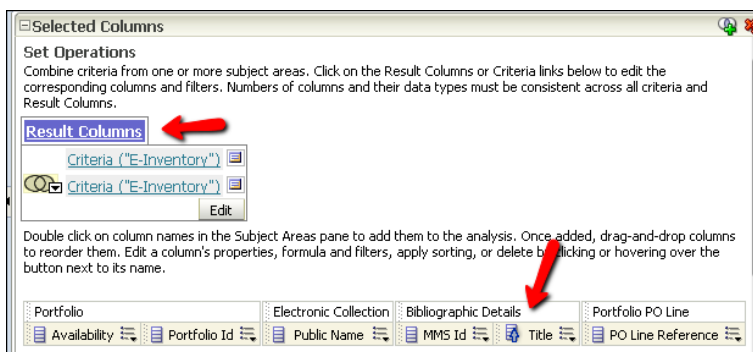 Selected Columns
Set Operations
Combine criteria from one or more subject areas. Click on the Result Columns or Criteria links below to edit the
corresponding columns and filters. Numbers of columns and their data types must be consistent across all criteria and
Result Columns.
Result Columns
Criteria ("E-Inventory")
Criteria ("E-Inventory")
Edit
Double click on column names in the Subject Areas pane to add them to the analysis. Once added, drag-and-drop columns
to reorder them. Edit a column's properties, formula and filters, apply sorting, or delete by clicking or hovering over the
button next to its name.
Portfolio Electronic Collection Bibliographic Details Portfolio PO Line
Availability Portfolio Id Public Name MMS Id Title PO Line Reference